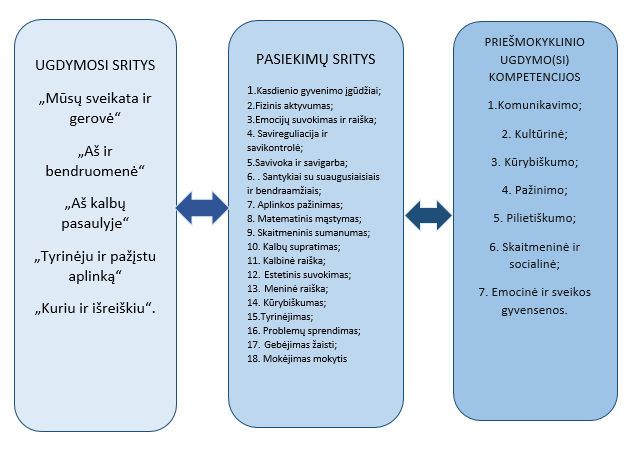 UGDYMOSI SRITYS
„Mūsų sveikata ir
gerovė“
„Aš ir
bendruomenė“
„Aš kalbų
pasaulyje“
„Tyrinėju ir pažįstu
aplinką“
„Kuriu ir išreiškiu“.
PASIEKIMŲ SRITYS
1.Kasdienio gyvenimo įgūdžiai;
2.Fizinis aktyvumas;
3.Emocijų suvokimas ir raiška;
4. Savireguliacija ir
savikontrolė;
5.Savivoka ir savigarba;
6. . Santykiai su suaugusiaisiais
ir bendraamžiais;
7. Aplinkos pažinimas;
8. Matematinis mąstymas;
9. Skaitmeninis sumanumas;
10. Kalbų supratimas;
11. Kalbinė raiška;
12. Estetinis suvokimas;
13. Meninė raiška;
14. Kūrybiškumas;
15.Tyrinėjimas;
16. Problemų sprendimas;
17. Gebėjimas žaisti;
18. Mokėjimas mokytis
PRIEŠMOKYKLINIO
UGDYMO(SI)
KOMPETENCIJOS
1.Komunikavimo;
2. Kultūrinė;
3. Kūrybiškumo;
4. Pažinimo;
5. Pilietiškumo;
6. Skaitmeninė ir
socialinė;
7. Emocinė ir sveikos
gyvensenos.